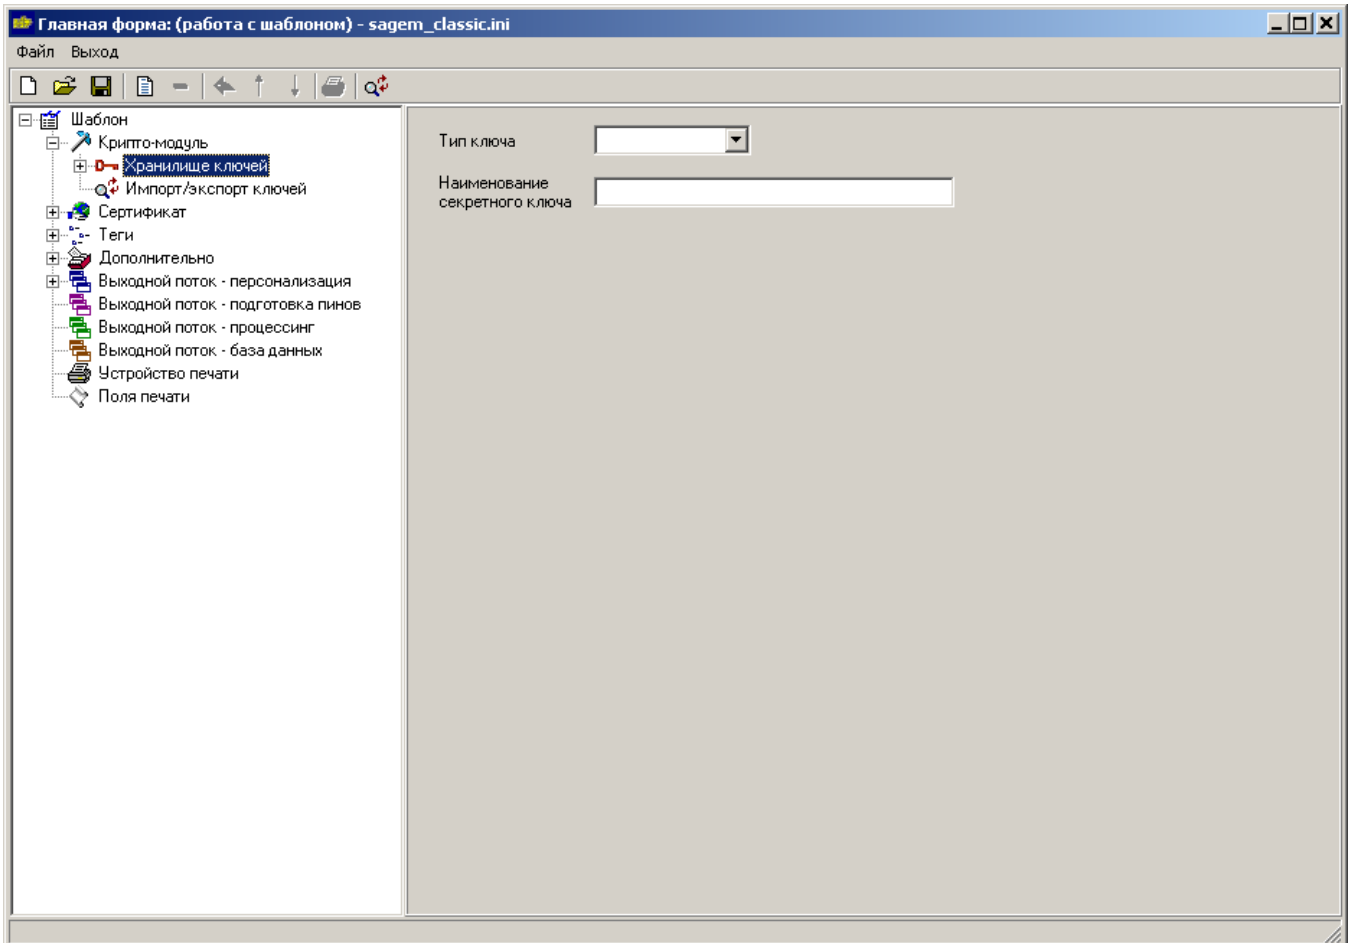 Главная форма: (работа с шаблоном) - sagem_classic.ini
Файл Выход
Шаблон
Крипто-модуль
Хранилище ключей
Импорт/экспорт ключей
Сертификат
Теги
Дополнительно
Выходной поток - персонализация
Выходной поток - подготовка пинов
Выходной поток - процессинг
Выходной поток - база данных
Устройство печати
Поля печати
Тип ключа
Наименование
секретного ключа